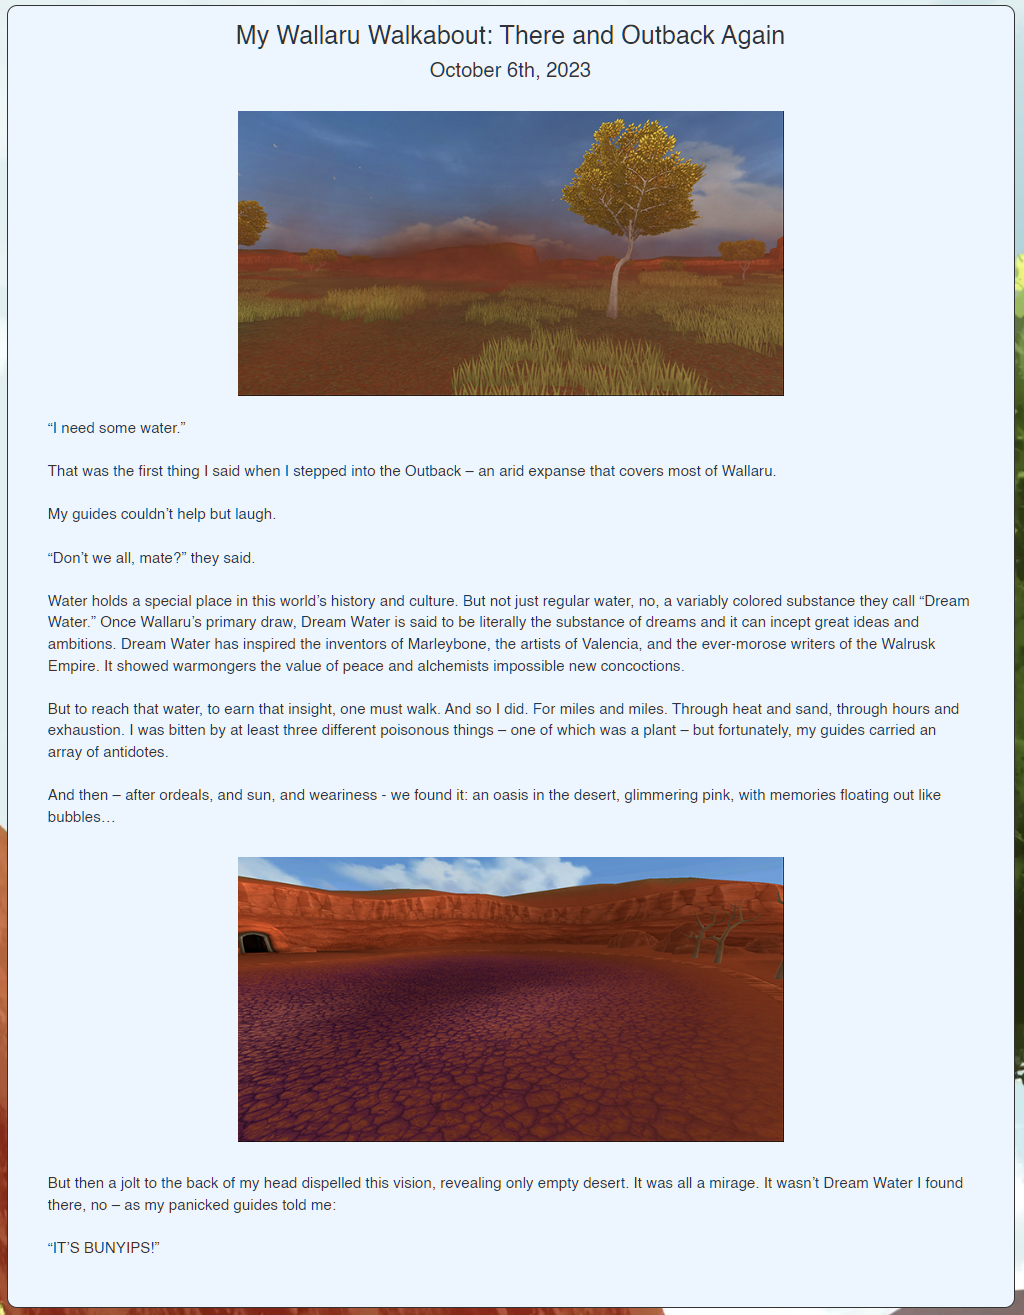 My Wallaru Walkabout: There and Outback Again
October 6th, 2023
“I need some water.”
That was the first thing I said when I stepped into the Outback – an arid expanse that covers most of Wallaru.
My guides couldn’t help but laugh.
“Don’t we all, mate?” they said.
Water holds a special place in this world’s history and culture. But not just regular water, no, a variably colored substance they call “Dream
Water.” Once Wallaru’s primary draw, Dream Water is said to be literally the substance of dreams and it can incept great ideas and
ambitions. Dream Water has inspired the inventors of Marleybone, the artists of Valencia, and the ever-morose writers of the Walrusk
Empire. It showed warmongers the value of peace and alchemists impossible new concoctions.
But to reach that water, to earn that insight, one must walk. And so I did. For miles and miles. Through heat and sand, through hours and
exhaustion. I was bitten by at least three different poisonous things – one of which was a plant – but fortunately, my guides carried an
array of antidotes.
And then – after ordeals, and sun, and weariness - we found it: an oasis in the desert, glimmering pink, with memories floating out like
bubbles…
But then a jolt to the back of my head dispelled this vision, revealing only empty desert. It was all a mirage. It wasn’t Dream Water I found
there, no – as my panicked guides told me:
“IT’S BUNYIPS!”